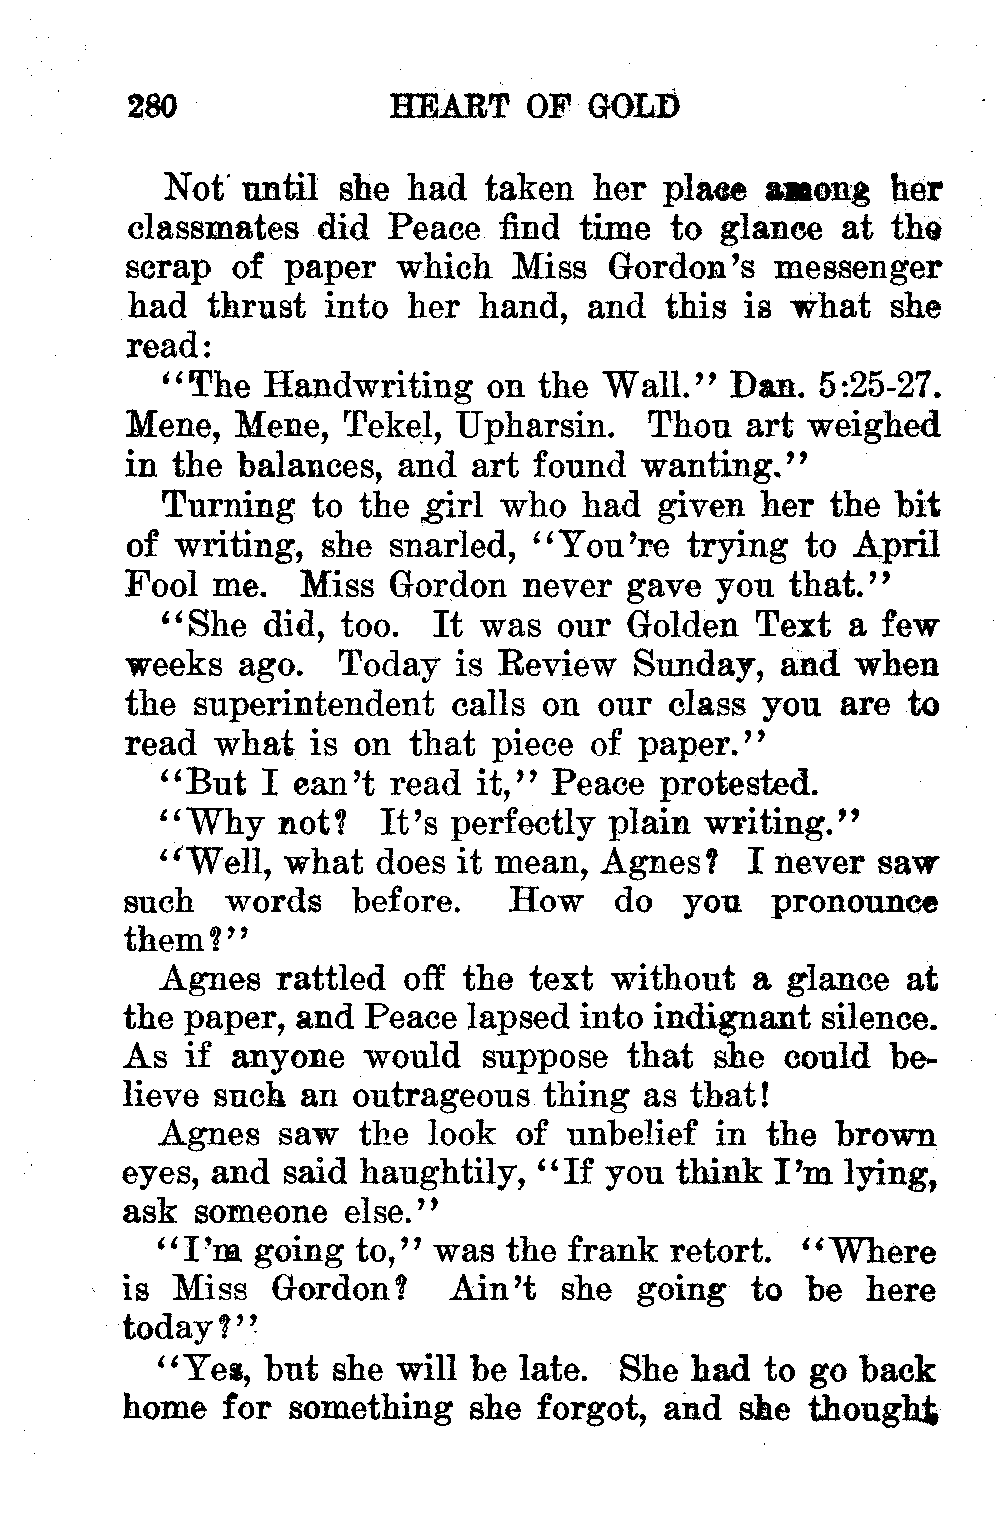 280 HEART OF GOLD
Not until she had taken her place among her
classmates did Peace find time to glance at the
scrap of paper which Miss Gordon's messenger
had thrust into her hand, and this is what she
read:
"The Handwriting on the Wall." Dan. 5:25-27.
Mene, Mene, Tekel, Upharsin. Thou art weighed
in the balances, and art found wanting."
Turning to the girl who had given her the bit
of writing, she snarled, "You're trying to April
Fool me. Miss Gordon never gave you that."
"She did, too. It was our Golden Text a few
weeks ago. Today is Review Sunday, and when
the superintendent calls on our class you are to
read what is on that piece of paper."
"But I can't read it," Peace protested.
"Why not? It's perfectly plain writing."
"Well, what does it mean, Agnes? I never saw
such words before. How do you pronounce
them?"
Agnes rattled off the text without a glance at
the paper, and Peace lapsed into indignant silence.
As if anyone would suppose that she could be-
lieve such an outrageous thing as that!
Agnes saw the look of unbelief in the brown
eyes, and said haughtily, "If you think I'm lying,
ask someone else."
"I'm going to," was the frank retort. "Where
is Miss Gordon? Ain't she going to be here
today?"
"Yes, but she will be late. She had to go back
home for something she forgot, and she thought